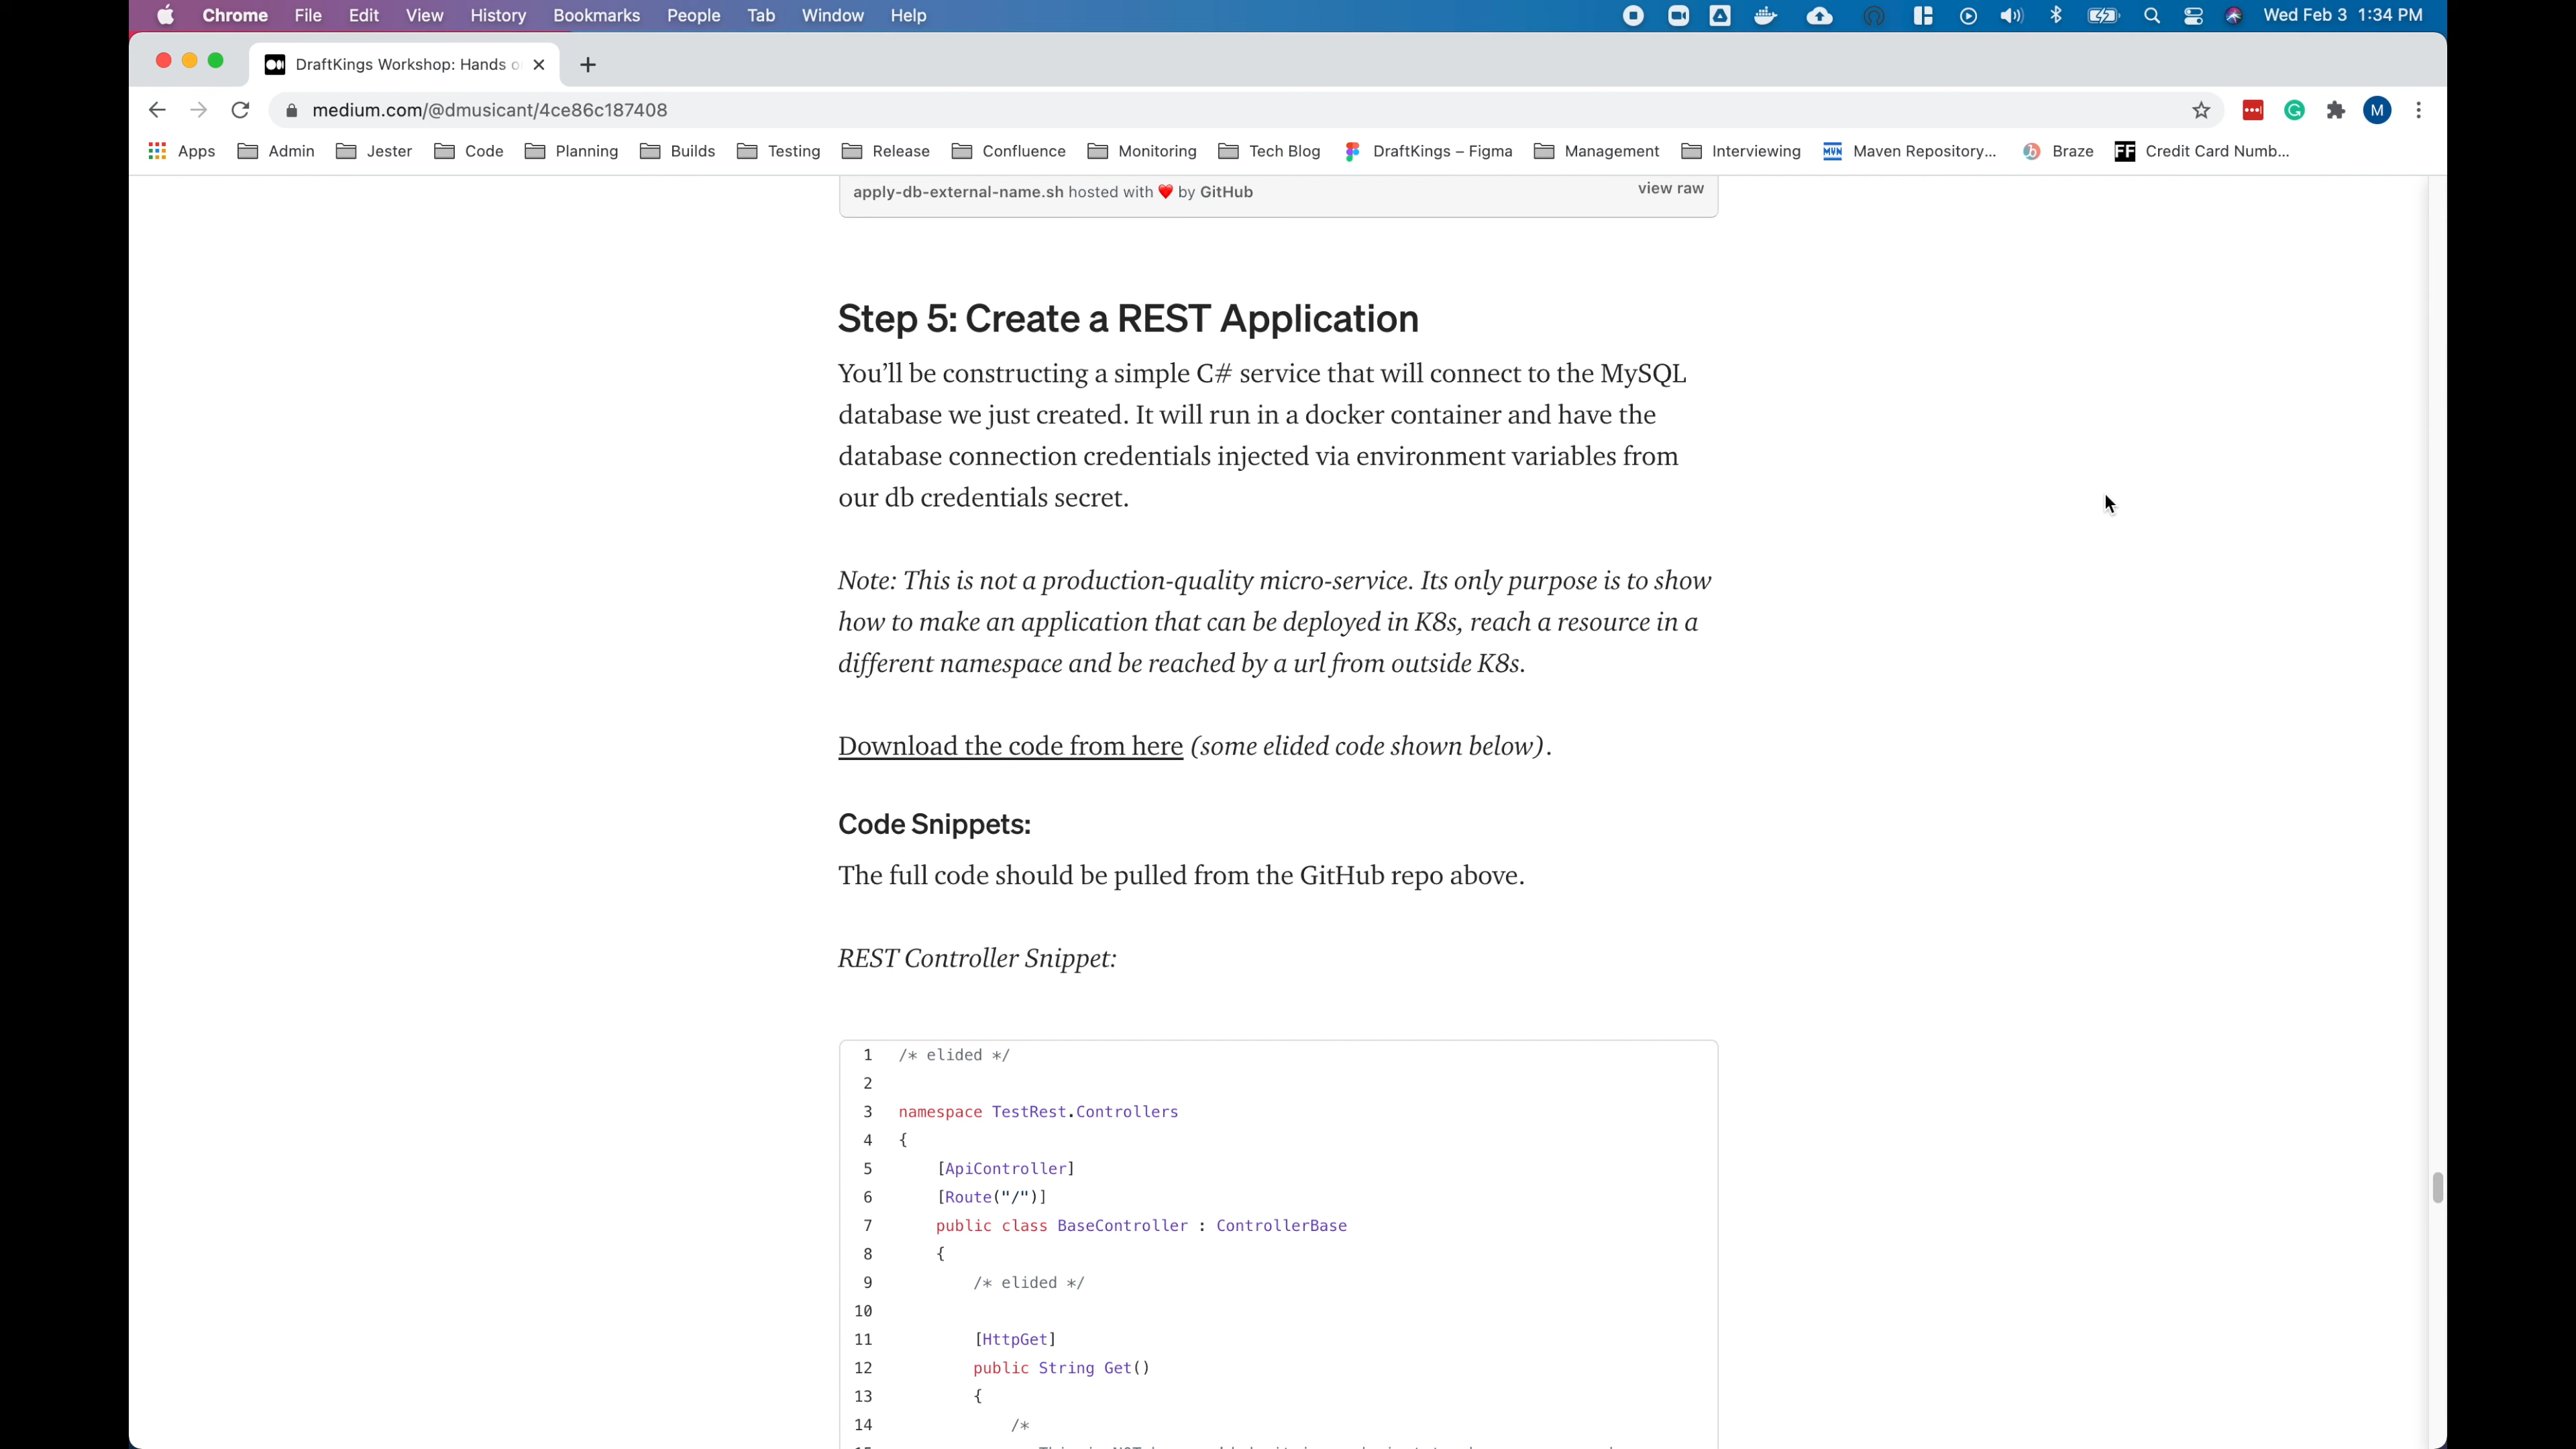 Chrome File Edit View History Bookmarks People Tab Window Help Wed Feb 3 1:34 PM
DraftKings Workshop: Hands o
medium.com/@dmusicant/4ce86c187408 M
Apps Admin Jester Code Planning Builds Testing Release Confluence Monitoring Tech Blog DraftKings – Figma Management Interviewing MVN Maven Repository... b Braze FF Credit Card Numb...
apply-db-external-name.sh hosted with ❤ by GitHub view raw
Step 5: Create a REST Application
You’ll be constructing a simple C# service that will connect to the MySQL
database we just created. It will run in a docker container and have the
database connection credentials injected via environment variables from
our db credentials secret.
Note: This is not a production-quality micro-service. Its only purpose is to show
how to make an application that can be deployed in K8s, reach a resource in a
different namespace and be reached by a url from outside K8s.
Download the code from here (some elided code shown below).
Code Snippets:
The full code should be pulled from the GitHub repo above.
REST Controller Snippet:
1 /* elided */
2
3 namespace TestRest.Controllers
4 {
5 [ApiController]
6 [Route("/")]
7 public class BaseController : ControllerBase
8 {
9 /* elided */
10
11 [HttpGet]
12 public String Get()
13 {
14 /*